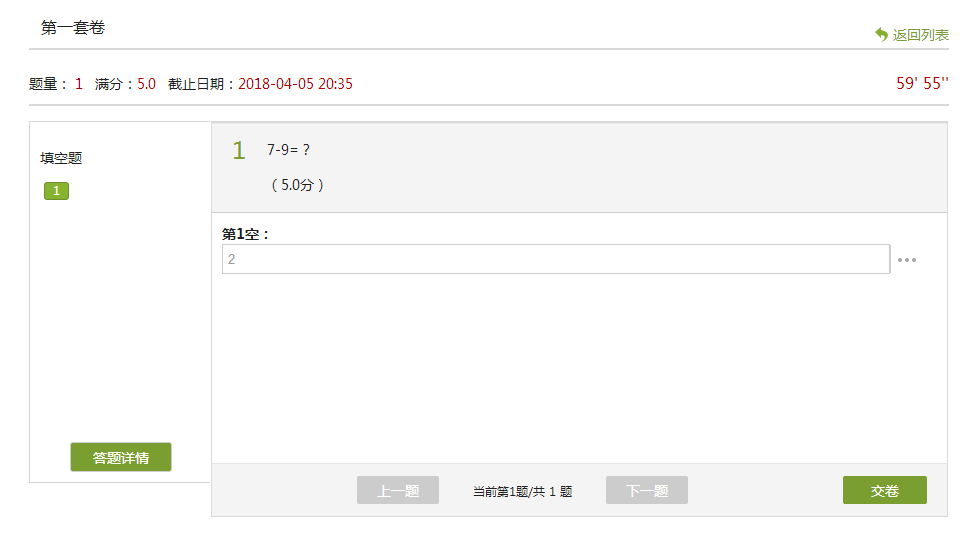 第一套卷
返回列表
题量： 1 满分：5.0 截止日期：2018-04-05 20:35
59' 55''
填空题
1
答题详情
1 7-9=？
（5.0分）
第1空：
2
上一题 当前第1题/共 1 题 下一题 交卷